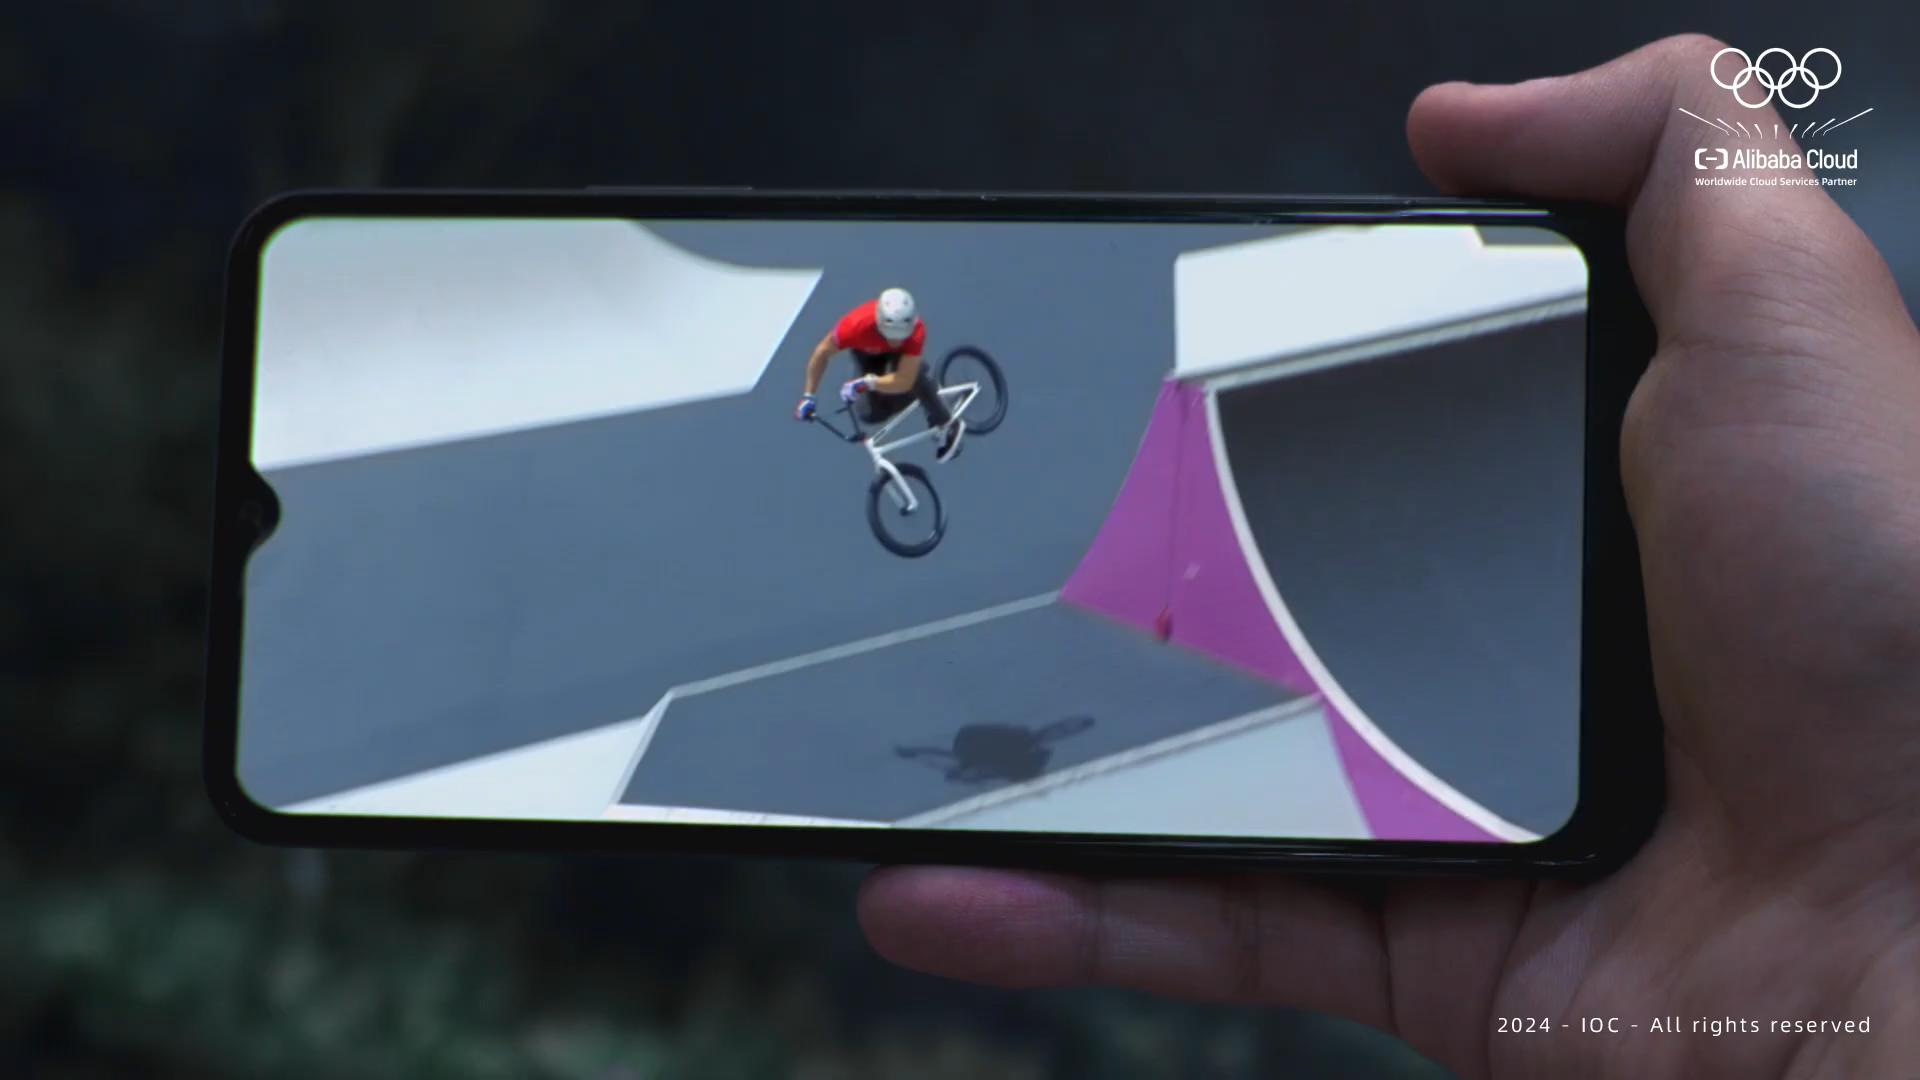 Alibaba Cloud
Worldwide Cloud Services Partner
2024 - IOC - All rights reserved